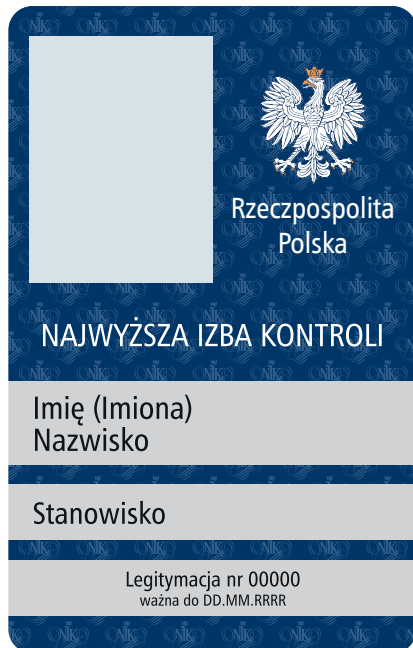 Rzeczpospolita
Polska
NAJWYŻSZA IZBA KONTROLI
Imię (Imiona)
Nazwisko
Stanowisko
Legitymacja nr 00000
ważna do DD.MM.RRRR